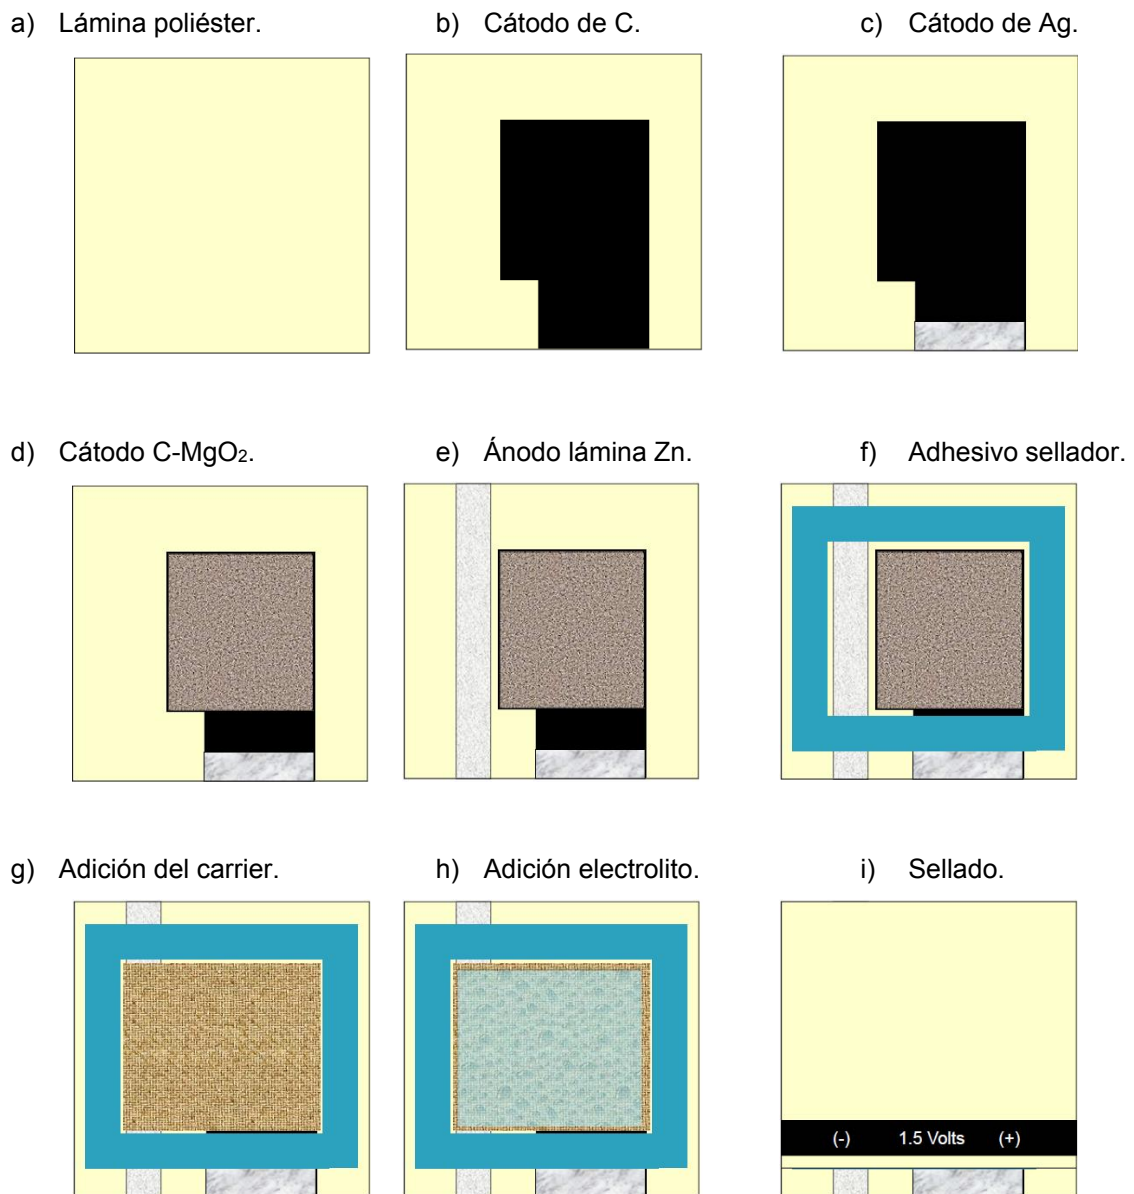 a) Lámina poliéster.
b) Cátodo de C.
c) Cátodo de Ag.
d) Cátodo C-MgO₂.
e) Ánodo lámina Zn.
f) Adhesivo sellador.
g) Adición del carrier.
h) Adición electrolito.
i) Sellado.
(-) 1.5 Volts (+)